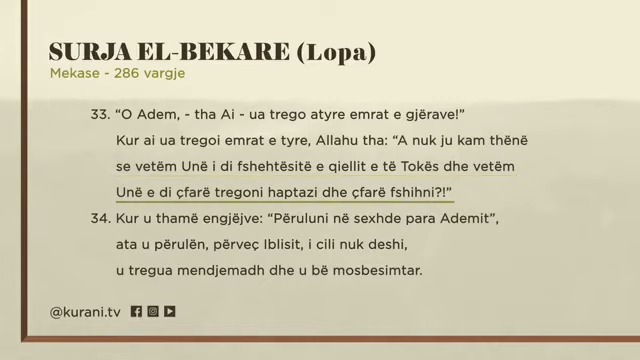 SURJA EL-BEKARE (Lopa)
Mekase - 286 vargje
33. “O Adem, - tha Ai - ua trego atyre emrat e gjërave!”
Kur ai ua tregoi emrat e tyre, Allahu tha: “A nuk ju kam thënë
se vetëm Unë i di fshehtësitë e qiellit e të Tokës dhe vetëm
Unë e di çfarë tregoni haptazi dhe çfarë fshihni?!”
34. Kur u thamë engjëjve: “Përuluni në sexhde para Ademit”,
ata u përulën, përveç Iblisit, i cili nuk deshi,
u tregua mendjemadh dhe u bë mosbesimtar.
@kurani.tv